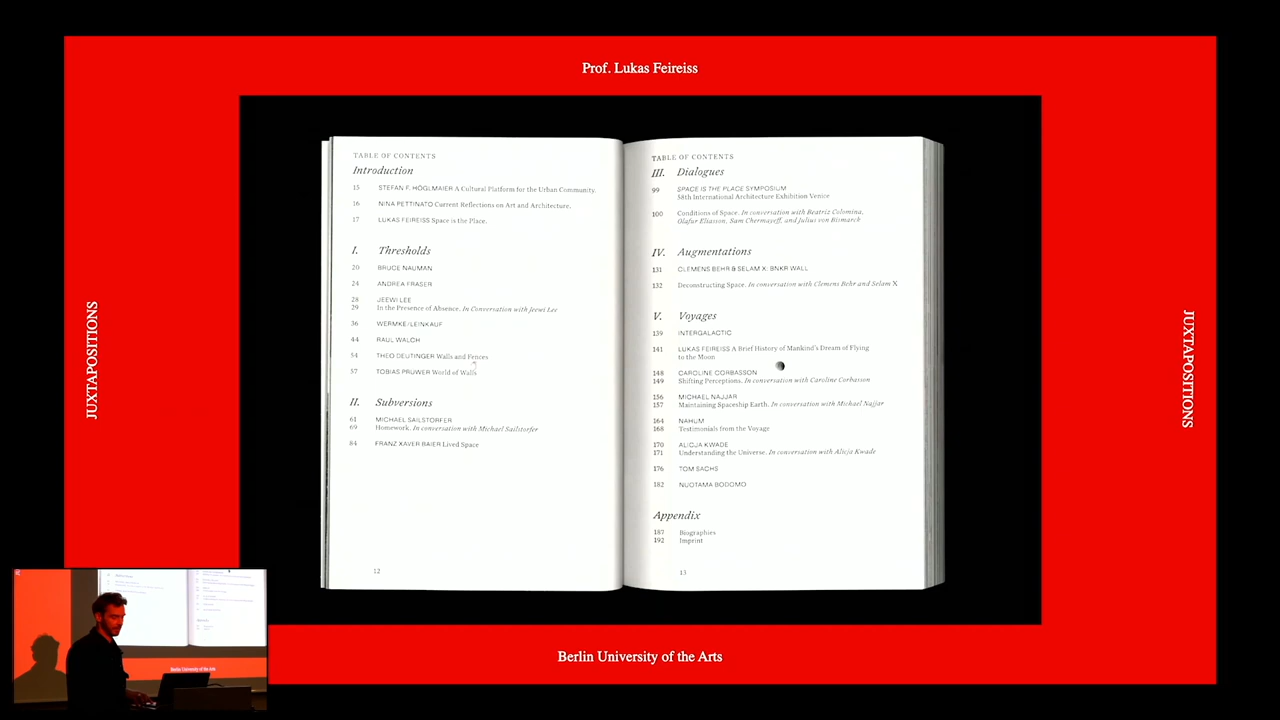 Prof. Lukas Feireiss
JUXTAPOSITIONS
TABLE OF CONTENTS
Introduction
15 STEFAN F. HÖGLMAIER A Cultural Platform for the Urban Community.
16 NINA PETTINATO Current Reflections on Art and Architecture.
17 LUKAS FEIREISS Space is the Place.
I. Thresholds
20 BRUCE NAUMAN
24 ANDREA FRASER
28 JEEWI LEE
29 In the Presence of Absence. In Conversation with Jeewi Lee
36 WERMKE/LEINKAUF
44 RAUL WALCH
54 THEO DEUTINGER Walls and Fences
57 TOBIAS PRÜWER World of Walls
II. Subversions
61 MICHAEL SAILSTORFER
69 Homework. In conversation with Michael Sailstorfer
84 FRANZ XAVER BAIER Lived Space
12
TABLE OF CONTENTS
III. Dialogues
99 SPACE IS THE PLACE SYMPOSIUM
58th International Architecture Exhibition Venice
100 Conditions of Space. In conversation with Beatriz Colomina,
Olafur Eliasson, Sam Chermayeff, and Julius von Bismarck
IV. Augmentations
131 CLEMENS BEHR & SELAM X: BNKR WALL
132 Deconstructing Space. In conversation with Clemens Behr and Selam X
V. Voyages
139 INTERGALACTIC
141 LUKAS FEIREISS A Brief History of Mankind's Dream of Flying
to the Moon
148 CAROLINE CORBASSON
149 Shifting Perceptions. In conversation with Caroline Corbasson
156 MICHAEL NAJJAR
157 Maintaining Spaceship Earth. In conversation with Michael Najjar
164 NAHUM
168 Testimonials from the Voyage
170 ALICJA KWADE
171 Understanding the Universe. In conversation with Alicja Kwade
176 TOM SACHS
182 NUOTAMA BODOMO
Appendix
187 Biographies
192 Imprint
13
JUXTAPOSITIONS
Berlin University of the Arts
Berlin University of the Arts